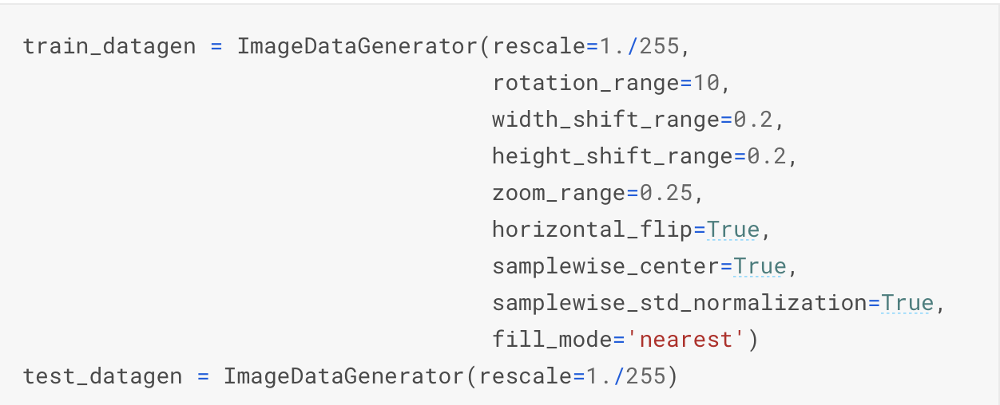 train_datagen = ImageDataGenerator(rescale=1./255,
rotation_range=10,
width_shift_range=0.2,
height_shift_range=0.2,
zoom_range=0.25,
horizontal_flip=True,
samplewise_center=True,
samplewise_std_normalization=True,
fill_mode='nearest')
test_datagen = ImageDataGenerator(rescale=1./255)